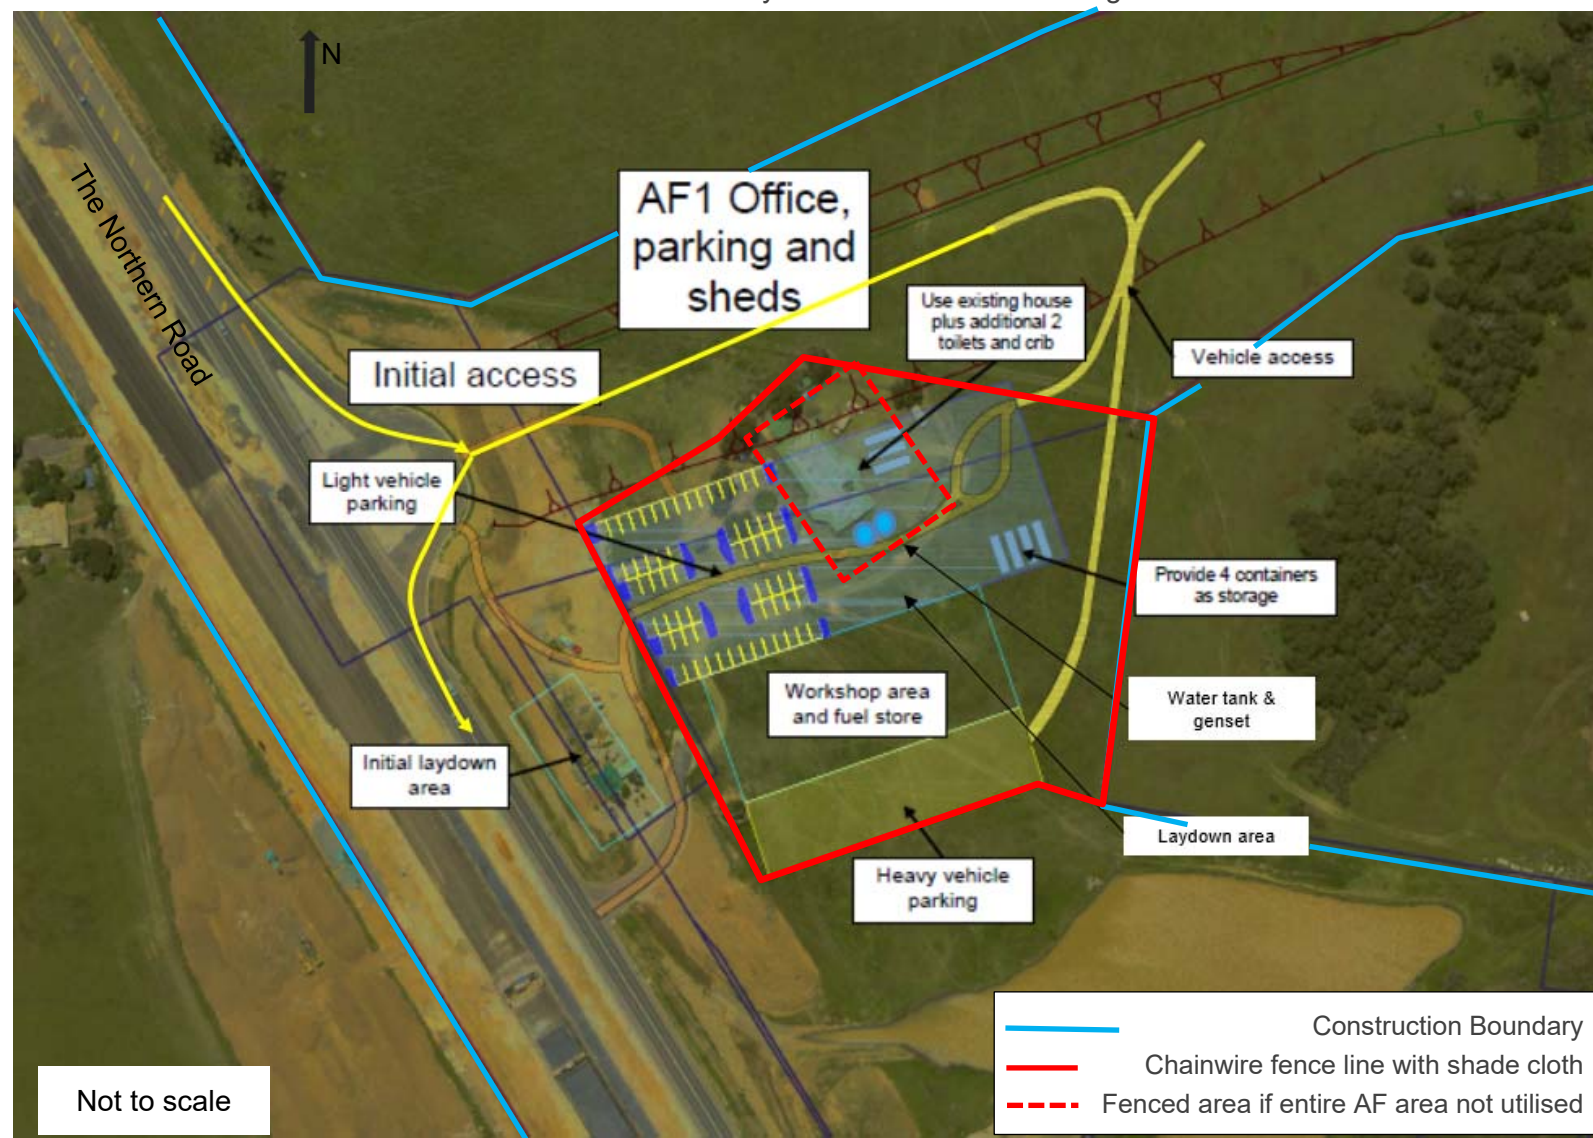 N
The Northern Road
AF1 Office,
parking and
sheds
Initial access
Use existing house
plus additional 2
toilets and crib
Vehicle access
Light vehicle
parking
Provide 4 containers
as storage
Workshop area
and fuel store
Water tank &
genset
Initial laydown
area
Laydown area
Heavy vehicle
parking
Construction Boundary
Chainwire fence line with shade cloth
Fenced area if entire AF area not utilised
Not to scale